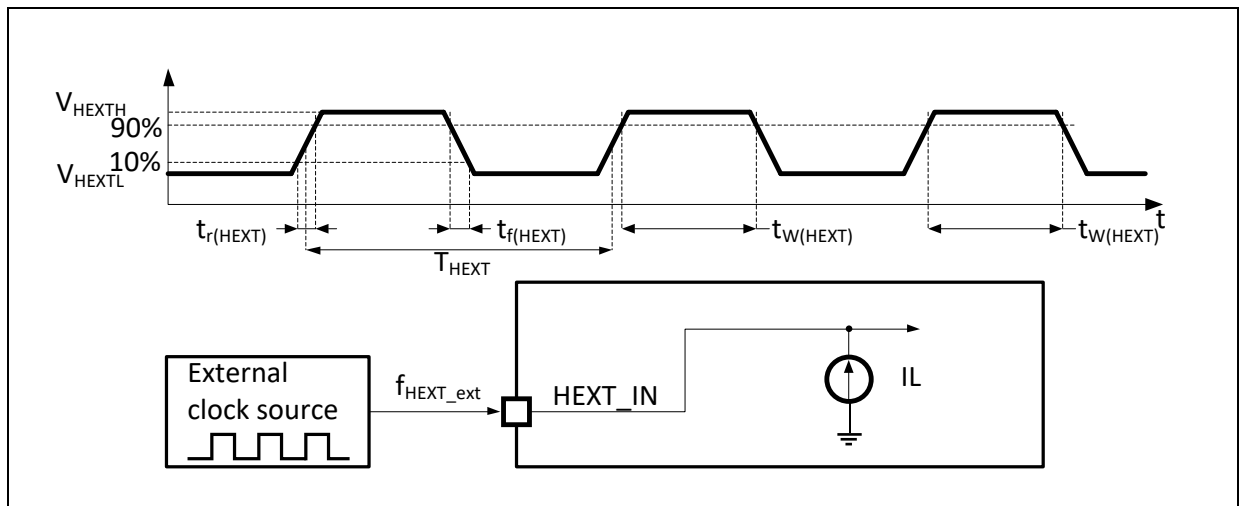 V_HEXTH
90%
10%
V_HEXTL
t
t_r(HEXT)
t_f(HEXT)
t_W(HEXT)
t_W(HEXT)
T_HEXT
External
clock source
f_HEXT_ext
HEXT_IN
IL